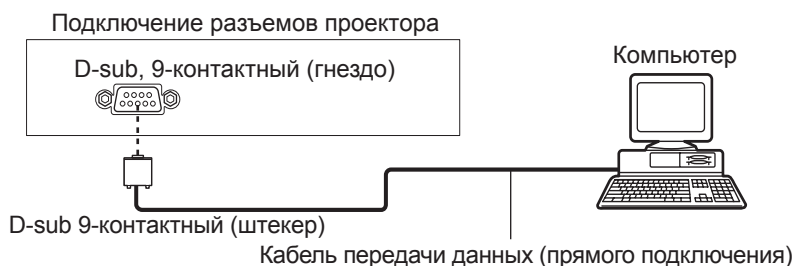 Подключение разъемов проектора
D-sub, 9-контактный (гнездо)
Компьютер
D-sub 9-контактный (штекер)
Кабель передачи данных (прямого подключения)